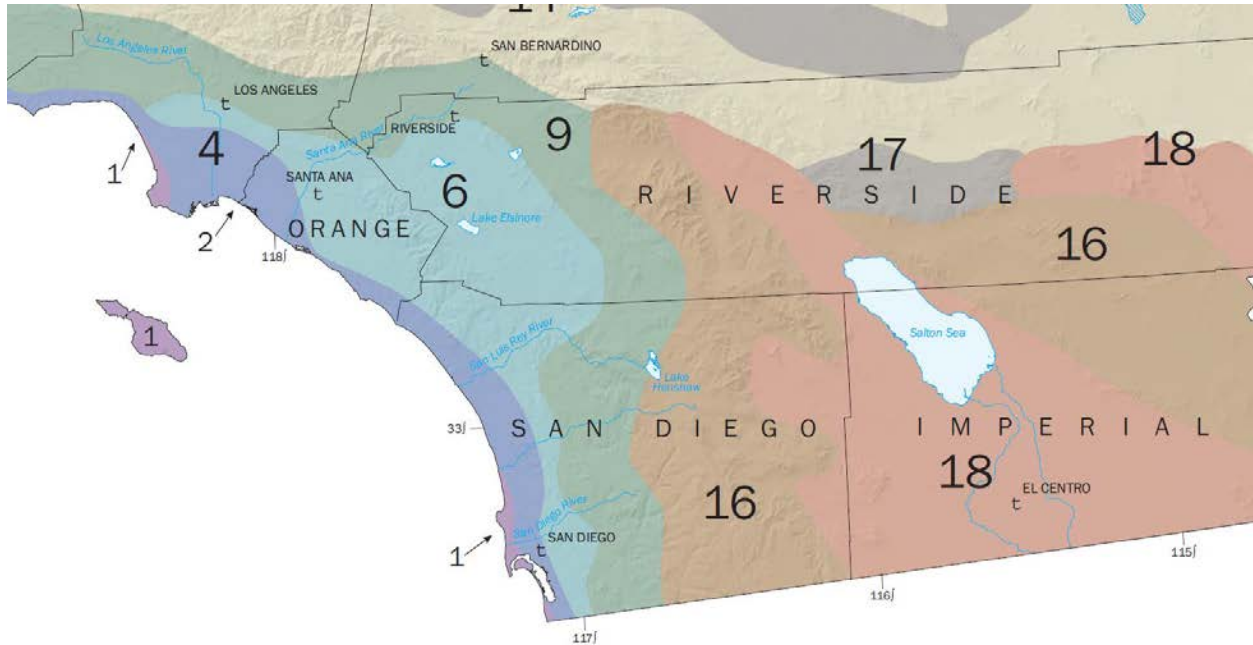 Los Angeles River
SAN BERNARDINO
t
LOS ANGELES
t
RIVERSIDE
t
9
4
Santa Ana River
17
18
1
SANTA ANA
t
6
RIVERSIDE
Lake Elsinore
ORANGE
2
118∫
16
1
San Luis Rey River
Salton Sea
Lake
Henshaw
33∫
SAN DIEGO
IMPERIAL
18
EL CENTRO
t
16
San Diego River
SAN DIEGO
t
1
115∫
116∫
117∫